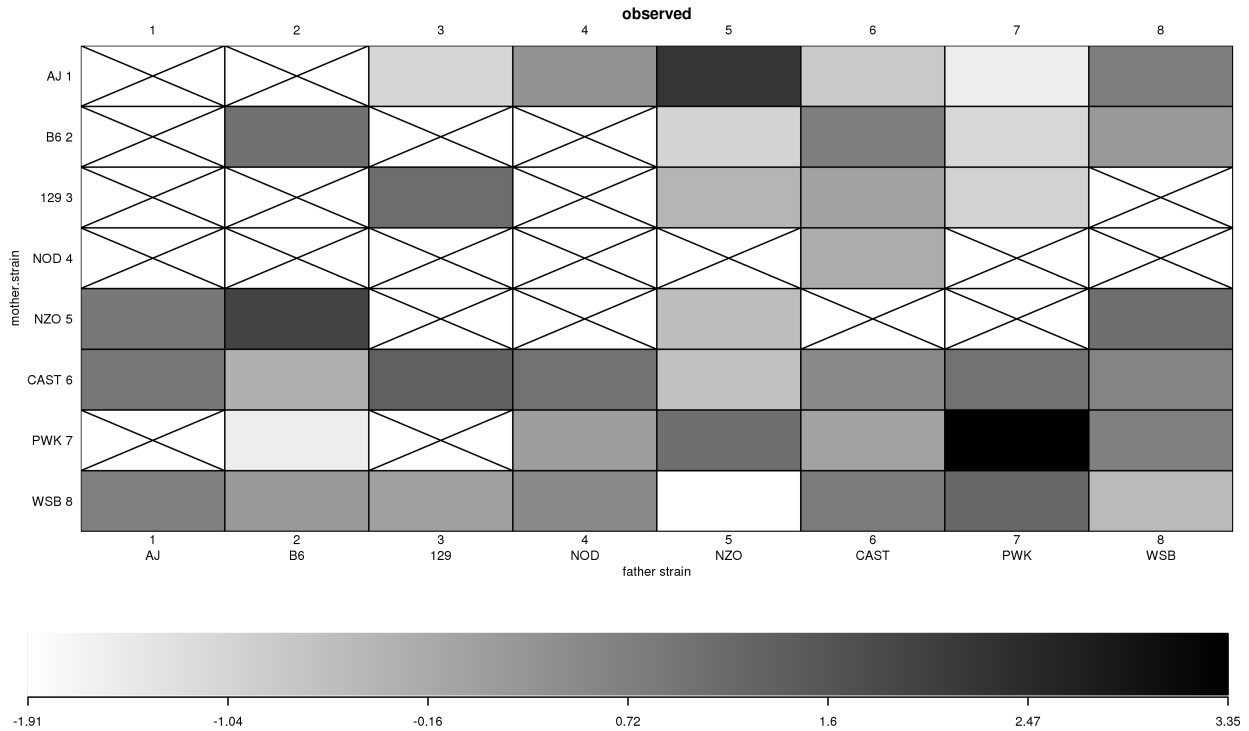 observed
1 2 3 4 5 6 7 8
AJ 1
B6 2
129 3
NOD 4
NZO 5
CAST 6
PWK 7
WSB 8
mother.strain
1 2 3 4 5 6 7 8
AJ B6 129 NOD NZO CAST PWK WSB
father strain
-1.91 -1.04 -0.16 0.72 1.6 2.47 3.35